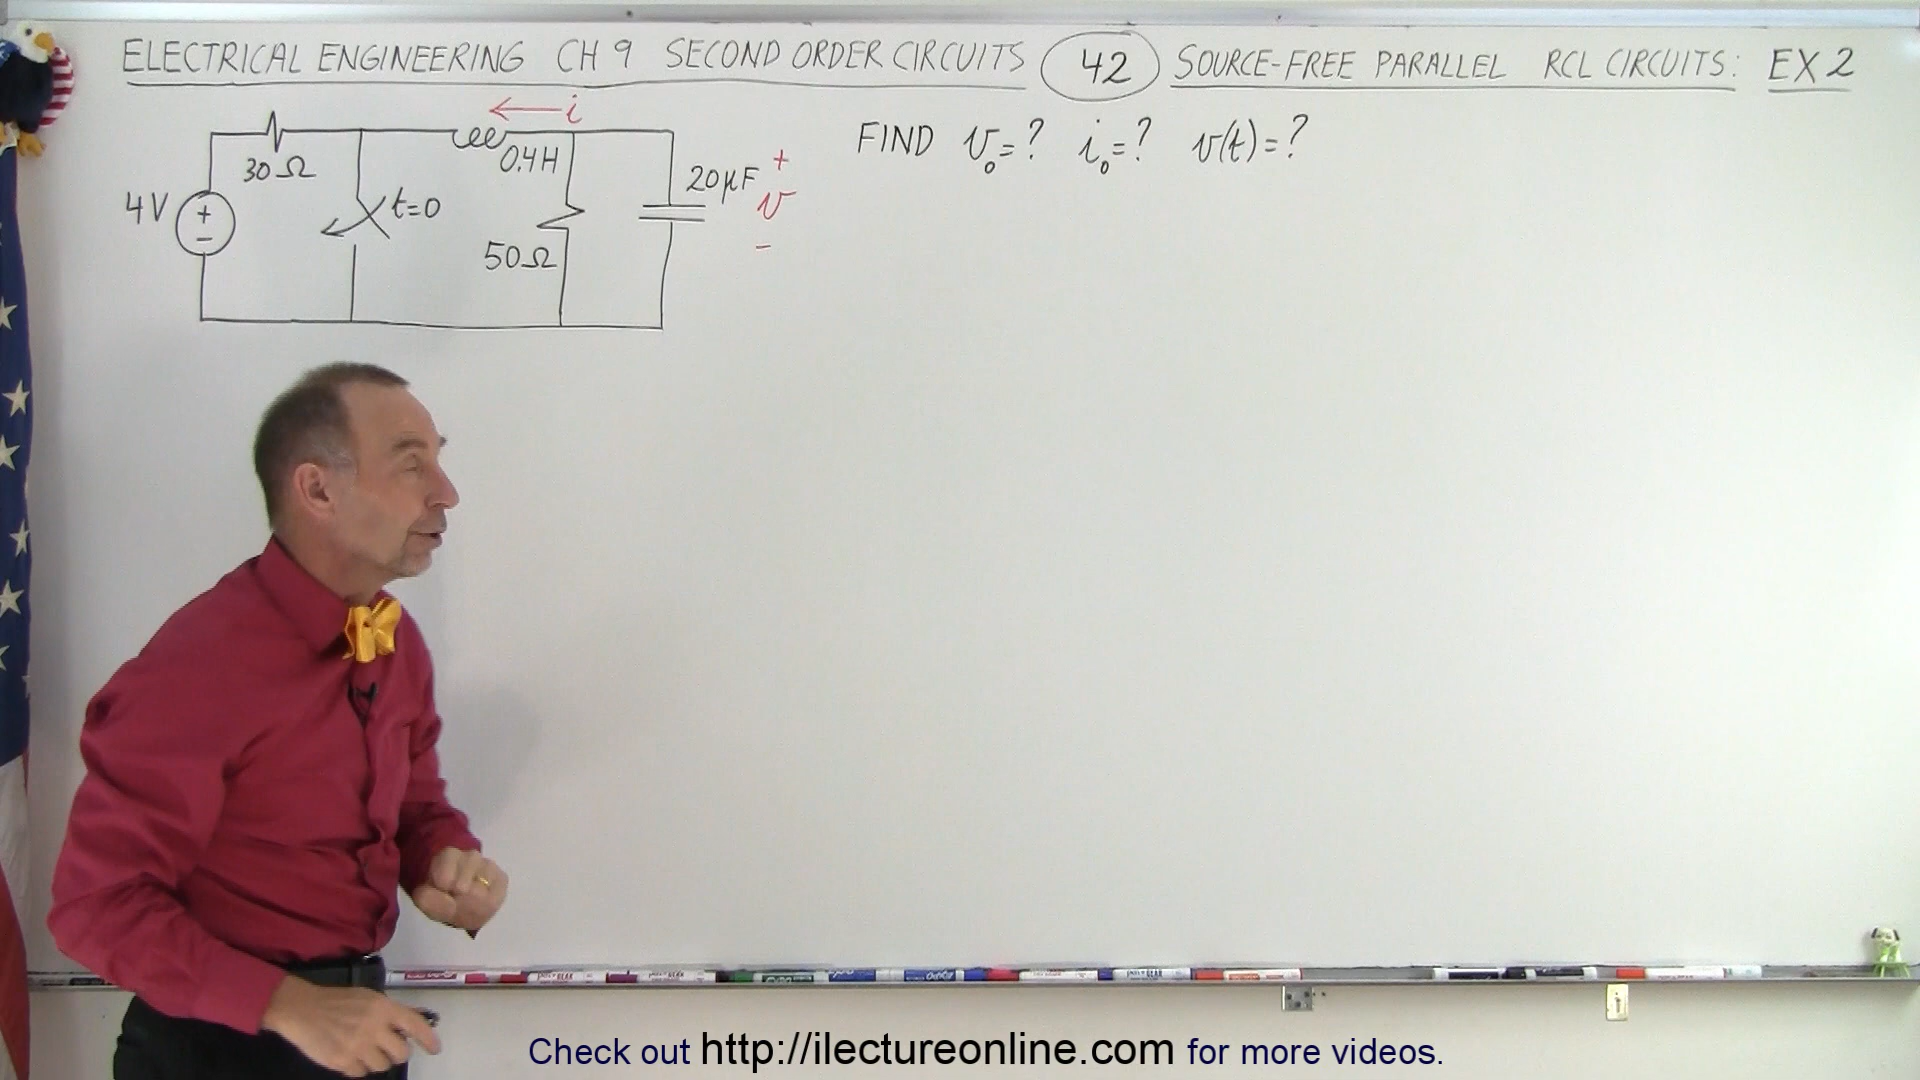 ELECTRICAL ENGINEERING CH 9 SECOND ORDER CIRCUITS 42 SOURCE-FREE PARALLEL RCL CIRCUITS: EX 2
i
FIND v₀=? i₀=? v(t)=?
30Ω
0.4H
20µF
+
v
-
4V
+
-
t=0
50Ω
Check out http://ilectureonline.com for more videos.